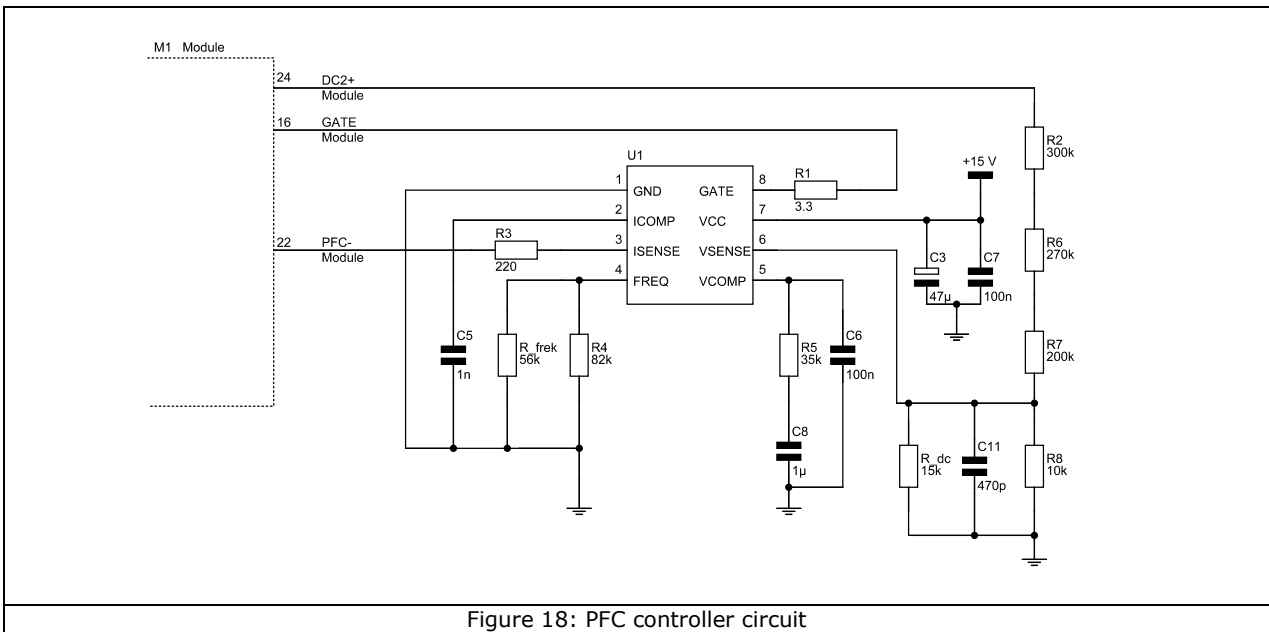 M1 Module
24 DC2+
Module
16 GATE
Module
22 PFC-
Module
U1
1 GND
2 ICOMP
3 ISENSE
4 FREQ
GATE 8
VCC 7
VSENSE 6
VCOMP 5
R1
3.3
R3
220
+15 V
R2
300k
R6
270k
R7
200k
C3
47µ
C7
100n
C5
1n
R_frek
56k
R4
82k
R5
35k
C6
100n
C8
1µ
R_dc
15k
C11
470p
R8
10k
Figure 18: PFC controller circuit